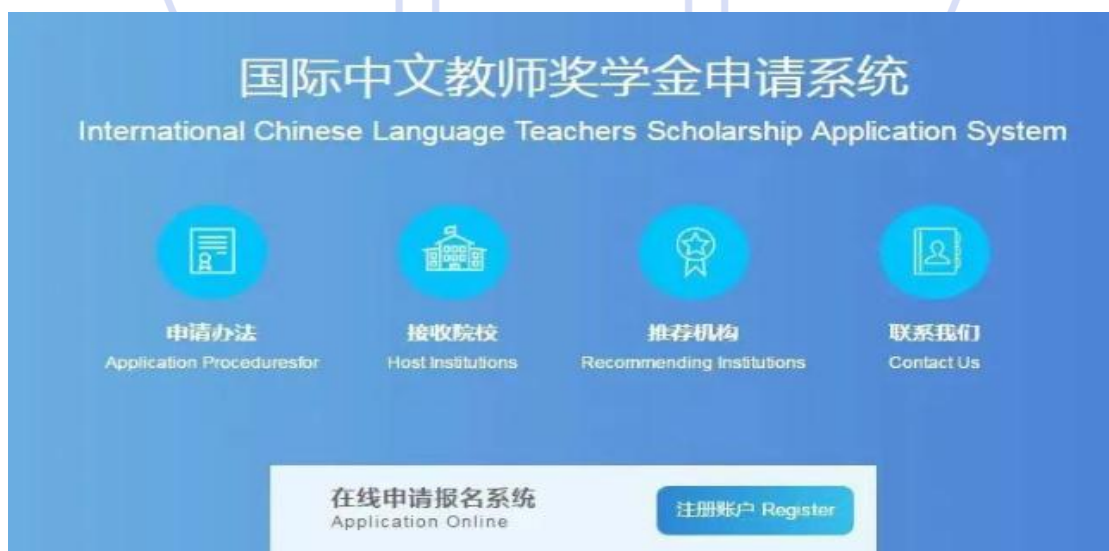 国际中文教师奖学金申请系统
International Chinese Language Teachers Scholarship Application System
申请办法
Application Proceduresfor
接收院校
Host Institutions
推荐机构
Recommending Institutions
联系我们
Contact Us
在线申请报名系统
Application Online
注册账户 Register